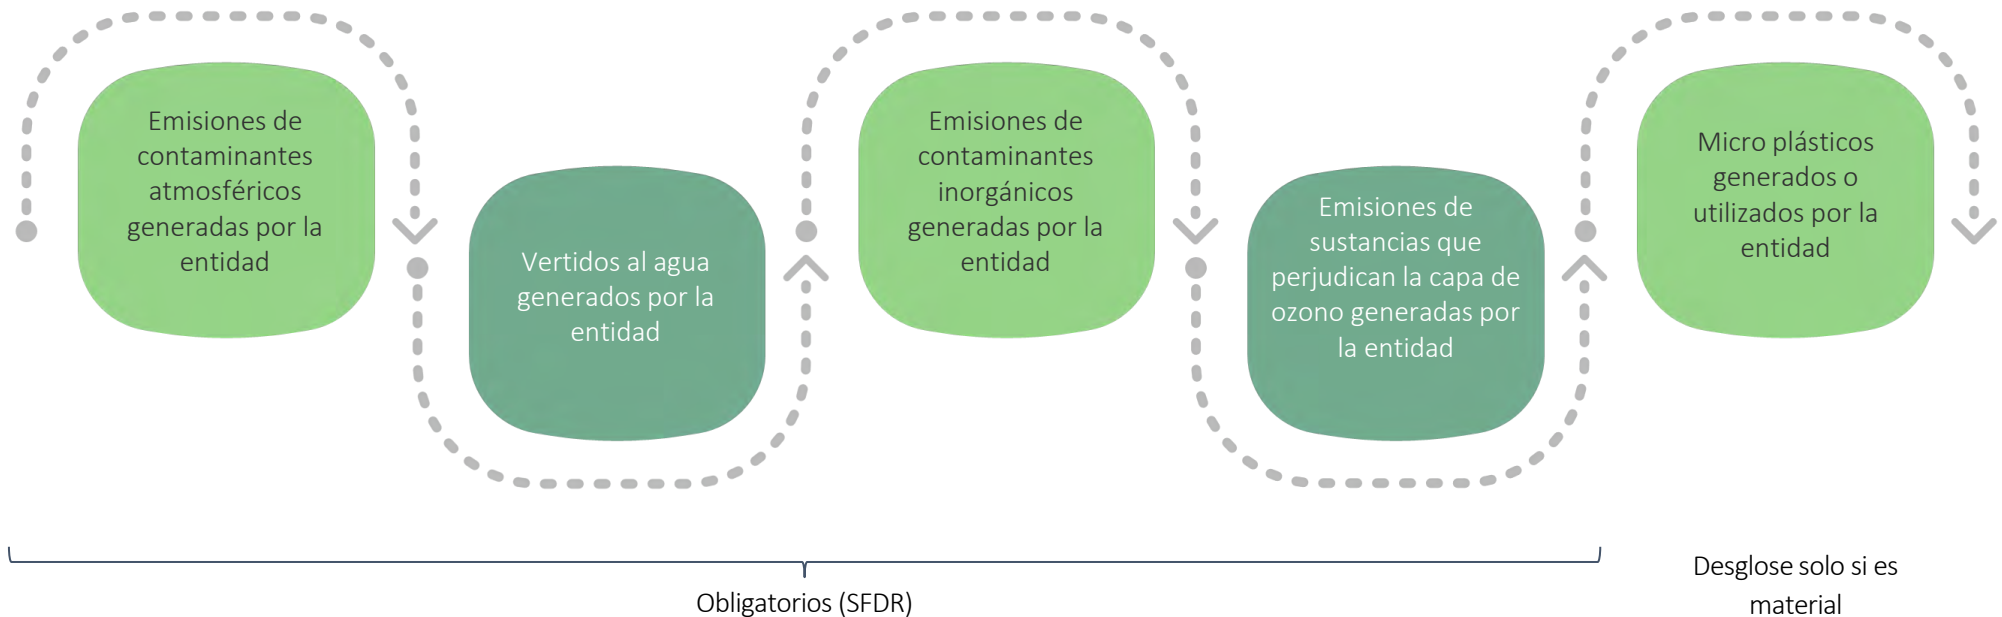 Emisiones de
contaminantes
atmosféricos
generadas por la
entidad
Vertidos al agua
generados por la
entidad
Emisiones de
contaminantes
inorgánicos
generadas por la
entidad
Emisiones de
sustancias que
perjudican la capa de
ozono generadas por
la entidad
Micro plásticos
generados o
utilizados por la
entidad
Obligatorios (SFDR)
Desglose solo si es
material